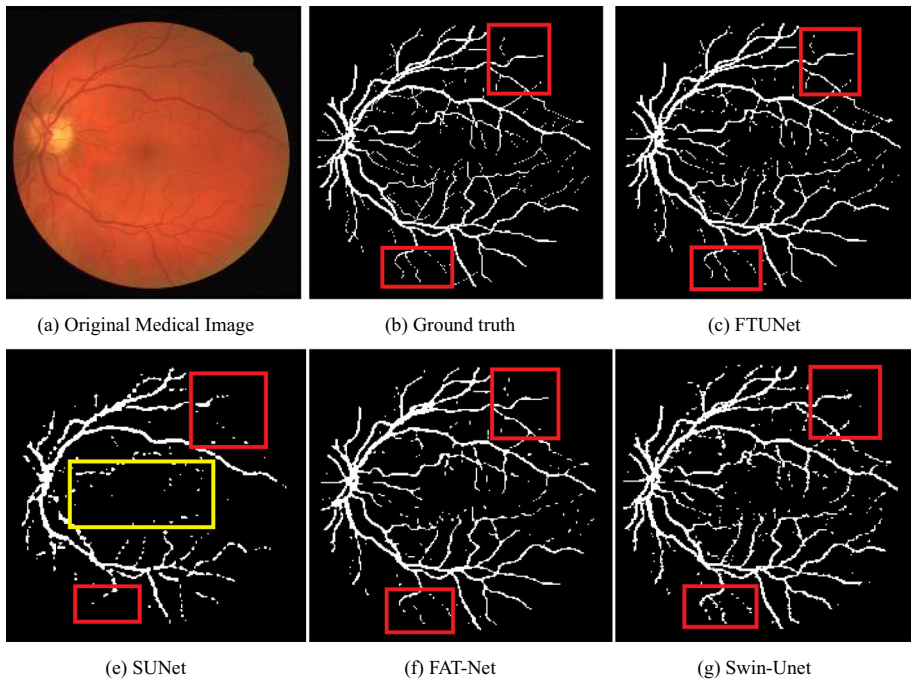 (a) Original Medical Image
(b) Ground truth
(c) FTUNet
(e) SUNet
(f) FAT-Net
(g) Swin-Unet